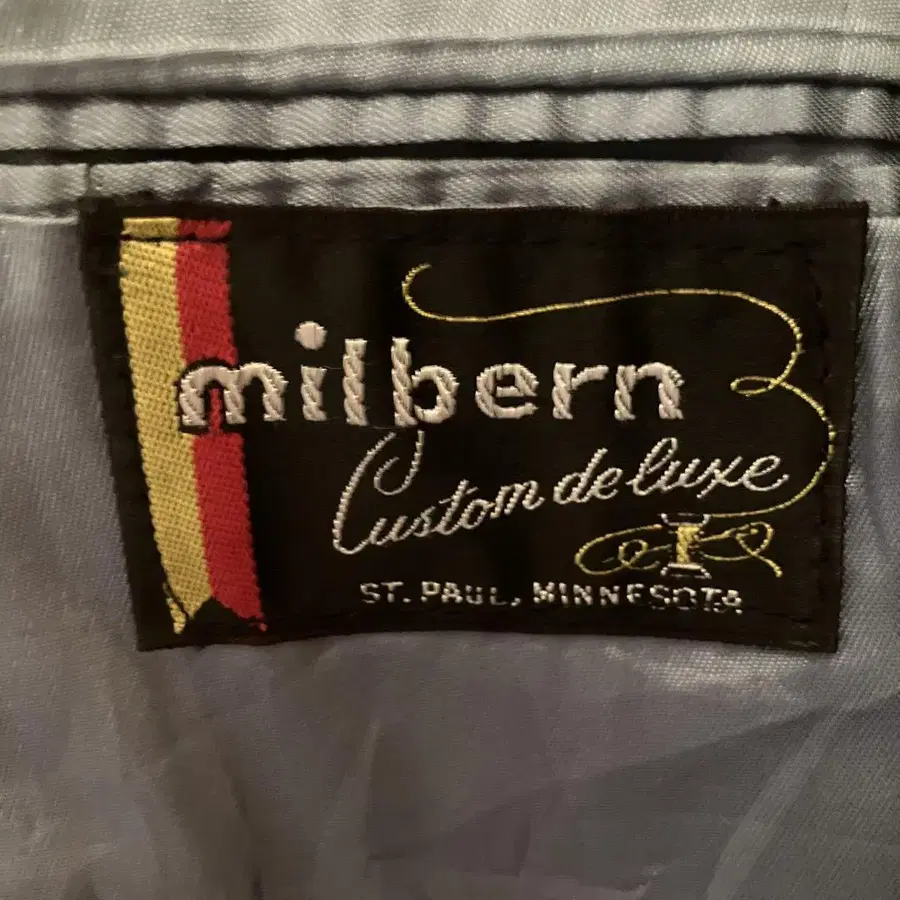 milbern
Custom de luxe
ST. PAUL, MINNESOTA